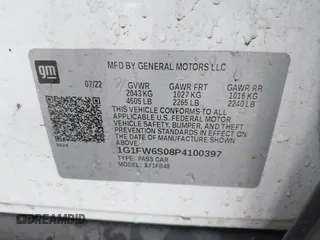 gm
MFD BY GENERAL MOTORS LLC
07/22 GVWR GAWR FRT GAWR RR
2043 KG 1027 KG 1016 KG
4505 LB 2265 LB 2240 LB
THIS VEHICLE CONFORMS TO ALL
APPLICABLE U.S. FEDERAL MOTOR
VEHICLE SAFETY, BUMPER, AND THEFT
PREVENTION STANDARDS IN EFFECT
ON THE DATE OF MANUFACTURE
SHOWN ABOVE.
1G1FW6S08P4100397
TYPE: PASS CAR
MODEL:
© DREAMBID